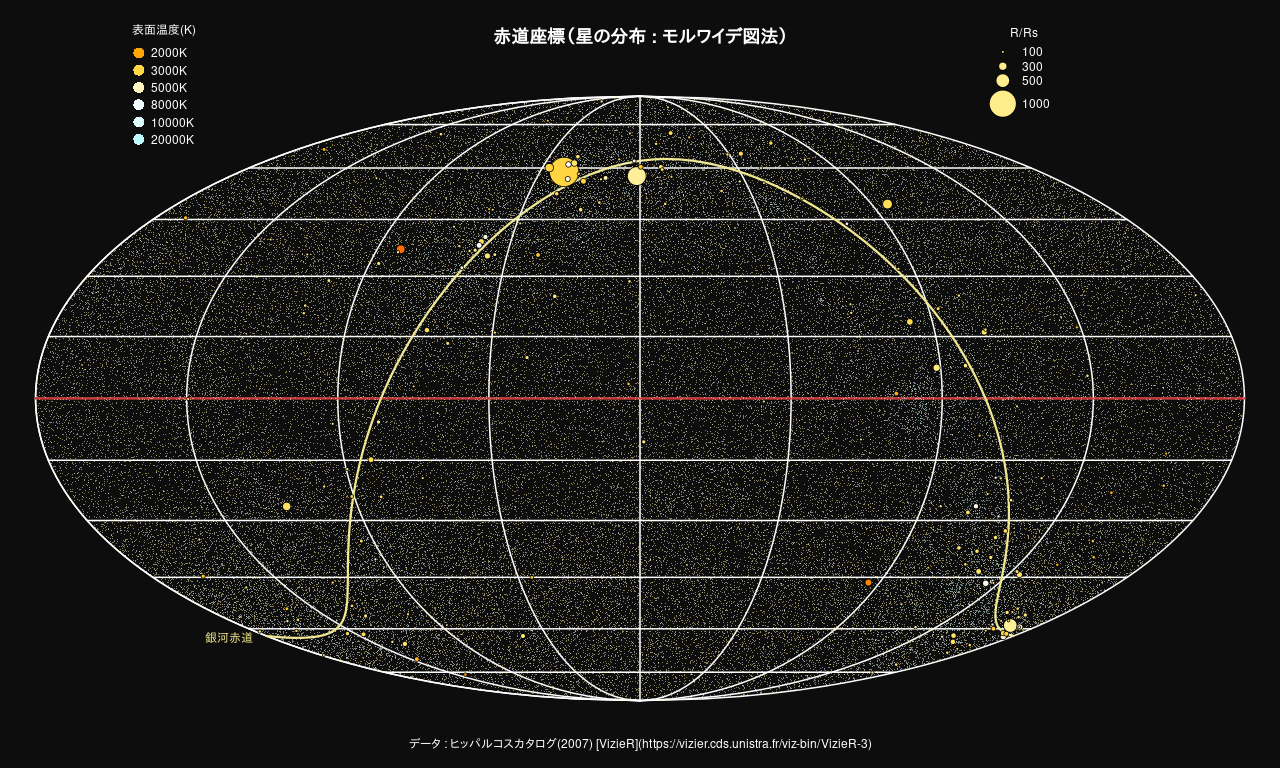 赤道座標(星の分布 : モルワイデ図法)
表面温度(K)
2000K
3000K
5000K
8000K
10000K
20000K
R/Rs
100
300
500
1000
銀河赤道
データ : ヒッパルコスカタログ(2007) [VizieR](https://vizier.cds.unistra.fr/viz-bin/VizieR-3)